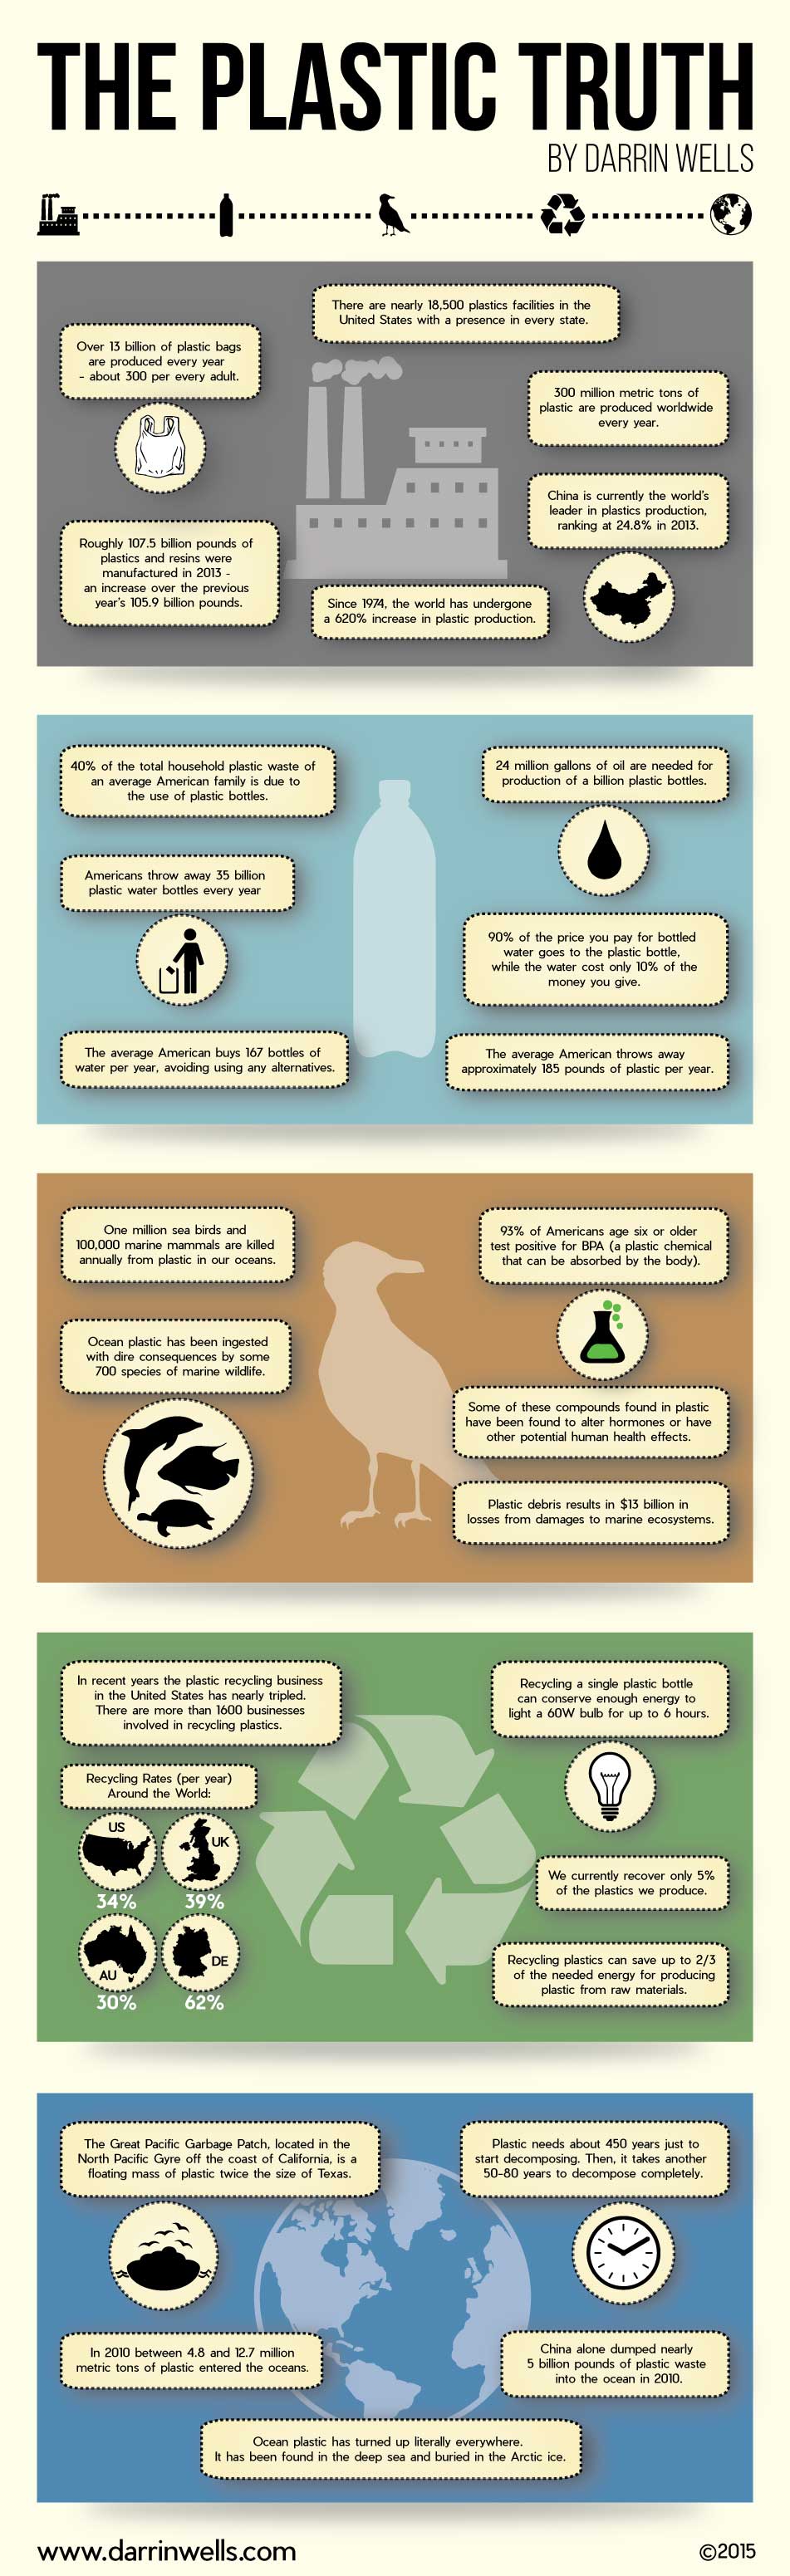 THE PLASTIC TRUTH
BY DARRIN WELLS
There are nearly 18,500 plastics facilities in the
United States with a presence in every state.
Over 13 billion of plastic bags
are produced every year
- about 300 per every adult.
300 million metric tons of
plastic are produced worldwide
every year.
China is currently the world's
leader in plastics production,
ranking at 24.8% in 2013.
Roughly 107.5 billion pounds of
plastics and resins were
manufactured in 2013 -
an increase over the previous
year's 105.9 billion pounds.
Since 1974, the world has undergone
a 620% increase in plastic production.
40% of the total household plastic waste of
an average American family is due to
the use of plastic bottles.
24 million gallons of oil are needed for
production of a billion plastic bottles.
Americans throw away 35 billion
plastic water bottles every year
90% of the price you pay for bottled
water goes to the plastic bottle,
while the water cost only 10% of the
money you give.
The average American buys 167 bottles of
water per year, avoiding using any alternatives.
The average American throws away
approximately 185 pounds of plastic per year.
One million sea birds and
100,000 marine mammals are killed
annually from plastic in our oceans.
93% of Americans age six or older
test positive for BPA (a plastic chemical
that can be absorbed by the body).
Ocean plastic has been ingested
with dire consequences by some
700 species of marine wildlife.
Some of these compounds found in plastic
have been found to alter hormones or have
other potential human health effects.
Plastic debris results in $13 billion in
losses from damages to marine ecosystems.
In recent years the plastic recycling business
in the United States has nearly tripled.
There are more than 1600 businesses
involved in recycling plastics.
Recycling a single plastic bottle
can conserve enough energy to
light a 60W bulb for up to 6 hours.
Recycling Rates (per year)
Around the World:
US
UK
34%
39%
AU
DE
30%
62%
We currently recover only 5%
of the plastics we produce.
Recycling plastics can save up to 2/3
of the needed energy for producing
plastic from raw materials.
The Great Pacific Garbage Patch, located in the
North Pacific Gyre off the coast of California, is a
floating mass of plastic twice the size of Texas.
Plastic needs about 450 years just to
start decomposing. Then, it takes another
50-80 years to decompose completely.
In 2010 between 4.8 and 12.7 million
metric tons of plastic entered the oceans.
China alone dumped nearly
5 billion pounds of plastic waste
into the ocean in 2010.
Ocean plastic has turned up literally everywhere.
It has been found in the deep sea and buried in the Arctic ice.
www.darrinwells.com
©2015